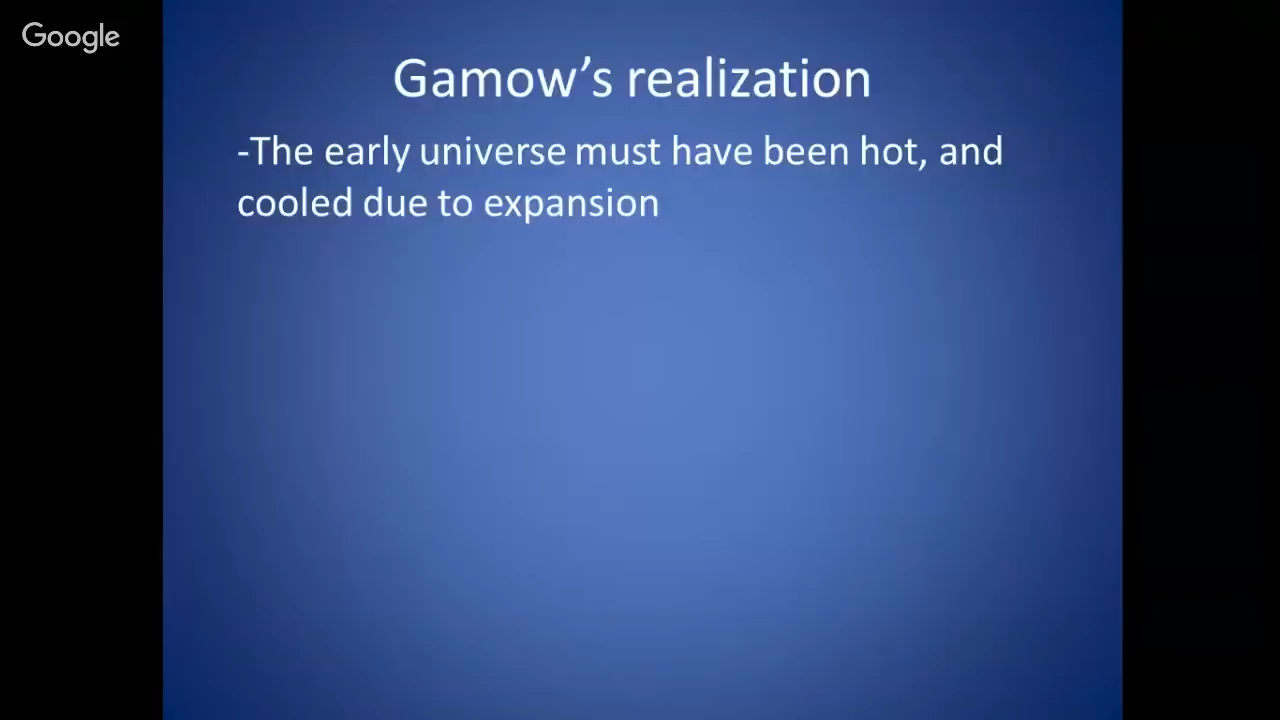 Google
Gamow’s realization
-The early universe must have been hot, and
cooled due to expansion